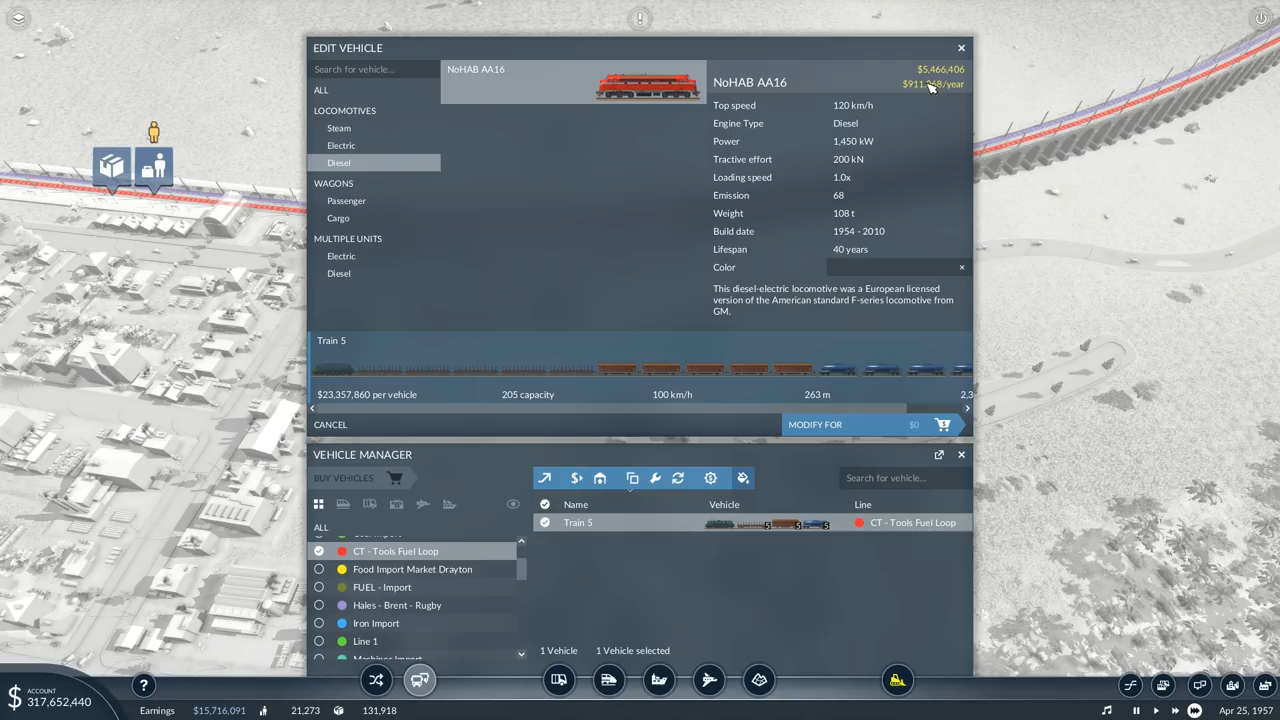 EDIT VEHICLE
Search for vehicle...
ALL
LOCOMOTIVES
Steam
Electric
Diesel
WAGONS
Passenger
Cargo
MULTIPLE UNITS
Electric
Diesel
NoHAB AA16
NoHAB AA16
$5,466,406
Top speed 120 km/h
Engine Type Diesel
Power 1,450 kW
Tractive effort 200 kN
Loading speed 1.0x
Emission 68
Weight 108 t
Build date 1954 - 2010
Lifespan 40 years
Color
This diesel-electric locomotive was a European licensed
version of the American standard F-series locomotive from
GM.
Train 5
$23,357,860 per vehicle 205 capacity 100 km/h 263 m 2,3
CANCEL
MODIFY FOR $0
VEHICLE MANAGER
BUY VEHICLES
Search for vehicle...
ALL
CT - Tools Fuel Loop
Food Import Market Drayton
FUEL - Import
Hales - Brent - Rugby
Iron Import
Line 1
Machines Import
Name Vehicle Line
Train 5 5 5 5 CT - Tools Fuel Loop
1 Vehicle 1 Vehicle selected
$ ACCOUNT
317,652,440
?
Earnings $15,716,091 21,273 131,918
Apr 25, 1957